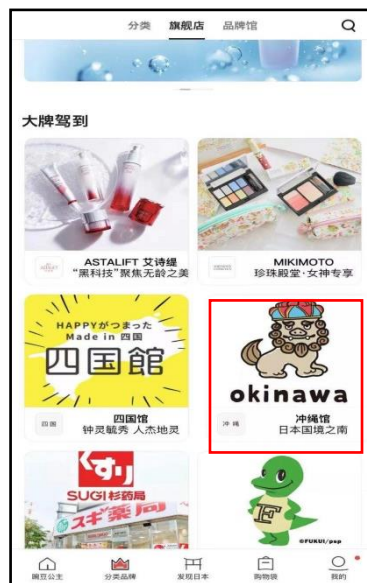 分类 旗舰店 品牌馆
大牌驾到
ASTALIFT 艾诗缇
“黑科技”聚焦无龄之美
MIKIMOTO
珍珠殿堂·女神专享
HAPPYがつまった
Made in 四国
四国館
四国
四国馆
钟灵毓秀 人杰地灵
okinawa
冲绳
冲绳馆
日本国境之南
くすり
SUGI杉药局
スギ薬局
F
©FUKUI/pep
豌豆公主
分类品牌
发现日本
购物袋
我的